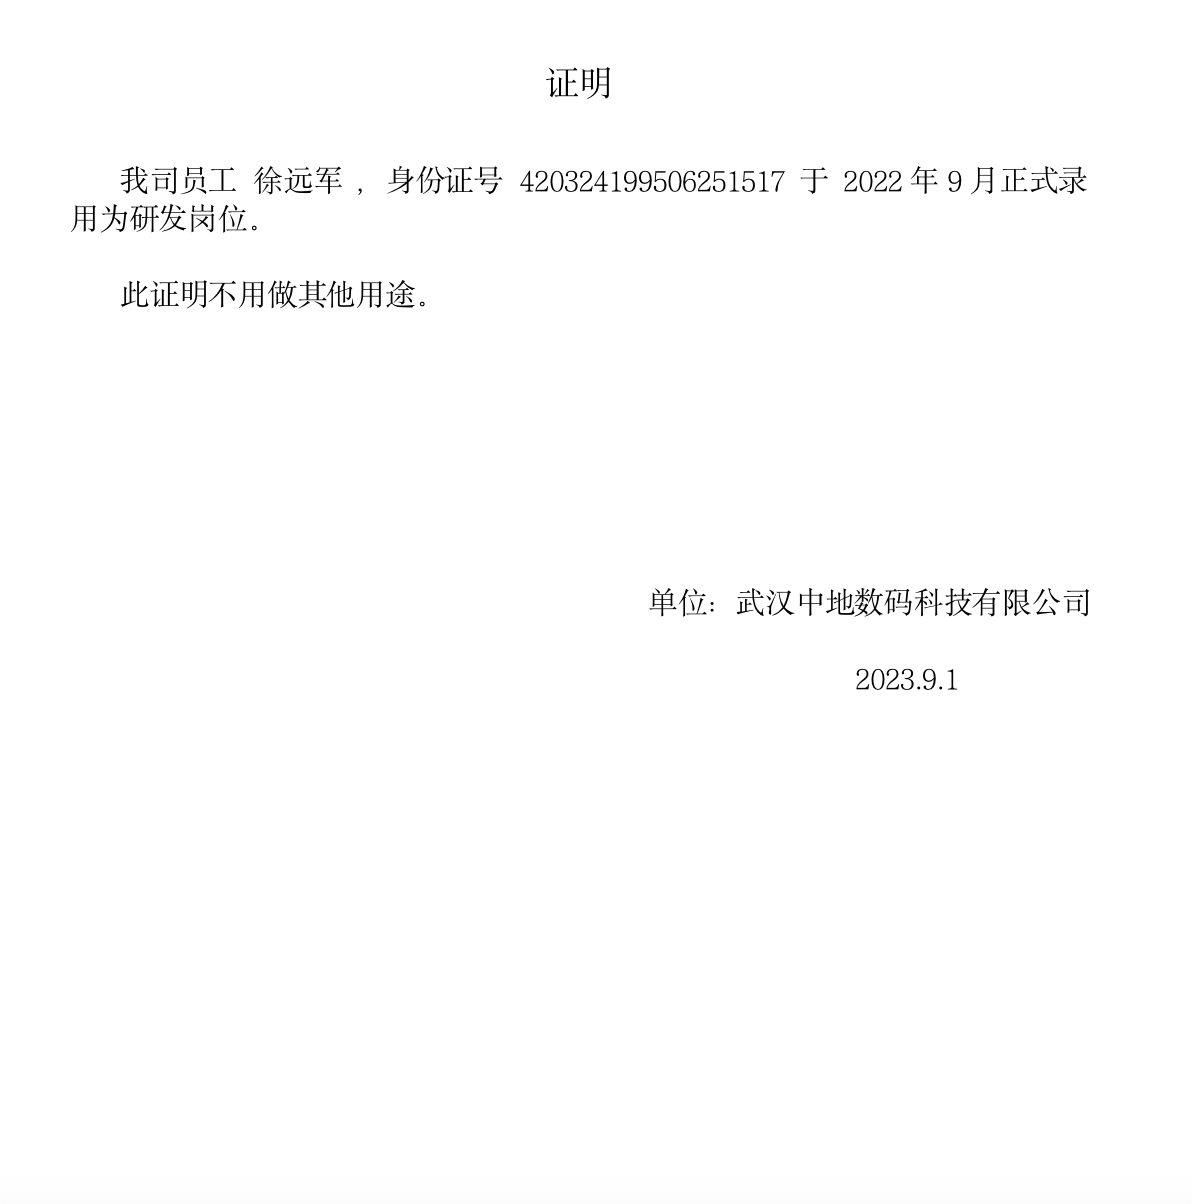 证明
我司员工 徐远军 ， 身份证号 420324199506251517 于 2022 年 9 月正式录
用为研发岗位。
此证明不用做其他用途。
单位：武汉中地数码科技有限公司
2023.9.1